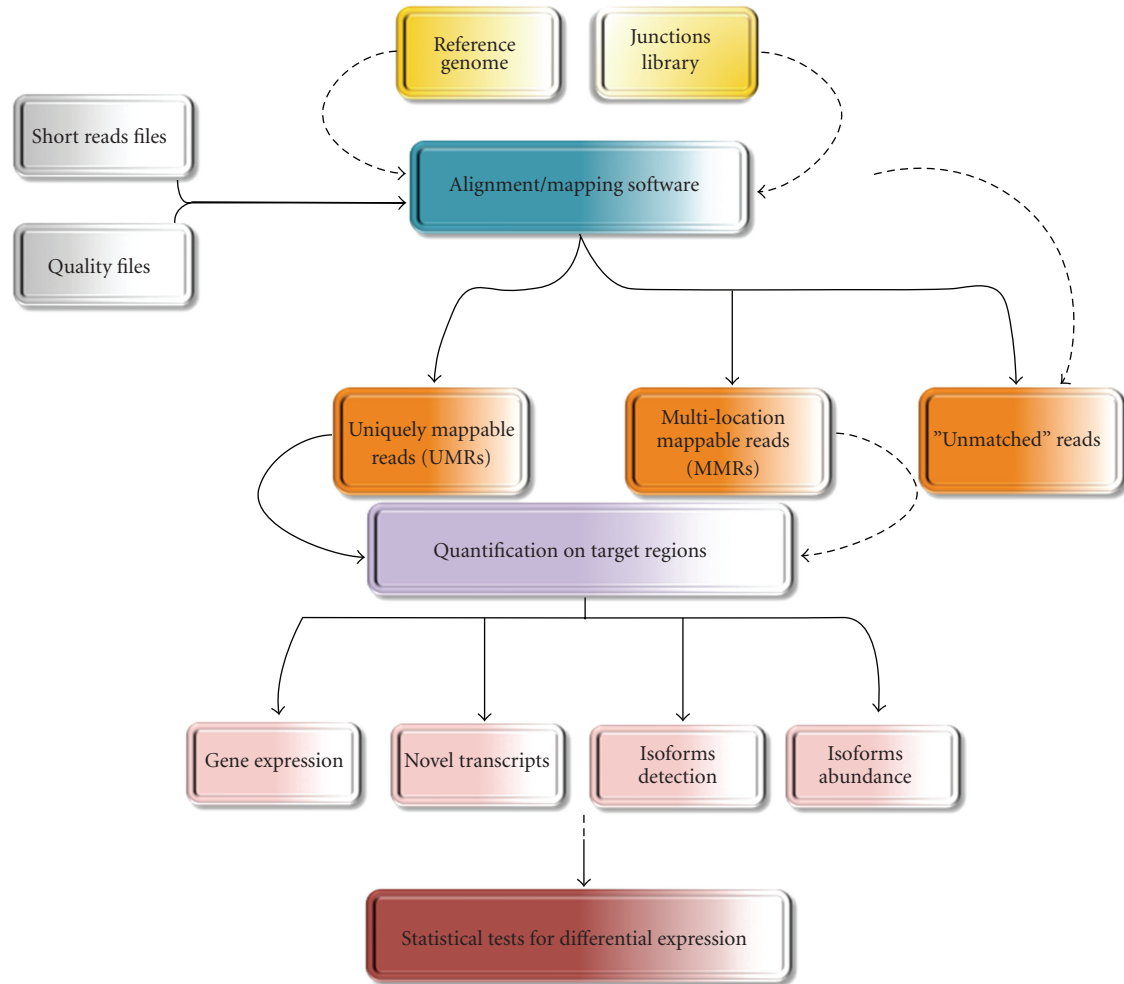 Reference
genome
Junctions
library
Short reads files
Alignment/mapping software
Quality files
Uniquely mappable
reads (UMRs)
Multi-location
mappable reads
(MMRs)
”Unmatched” reads
Quantification on target regions
Gene expression
Novel transcripts
Isoforms
detection
Isoforms
abundance
Statistical tests for differential expression